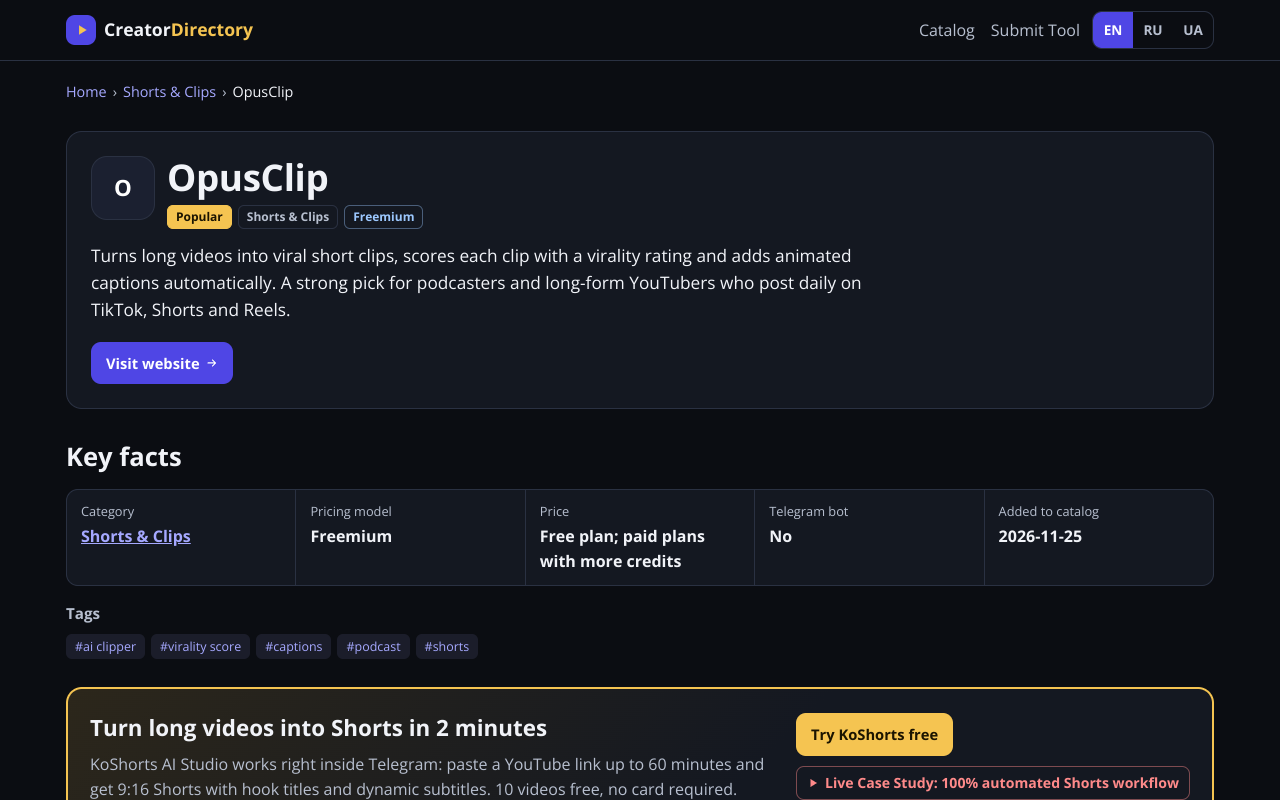 CreatorDirectory
Catalog Submit Tool EN RU UA
Home › Shorts & Clips › OpusClip
O
OpusClip
Popular Shorts & Clips Freemium
Turns long videos into viral short clips, scores each clip with a virality rating and adds animated
captions automatically. A strong pick for podcasters and long-form YouTubers who post daily on
TikTok, Shorts and Reels.
Visit website →
Key facts
Category
Shorts & Clips
Pricing model
Freemium
Price
Free plan; paid plans
with more credits
Telegram bot
No
Added to catalog
2026-11-25
Tags
#ai clipper #virality score #captions #podcast #shorts
Turn long videos into Shorts in 2 minutes
KoShorts AI Studio works right inside Telegram: paste a YouTube link up to 60 minutes and
get 9:16 Shorts with hook titles and dynamic subtitles. 10 videos free, no card required.
Try KoShorts free
Live Case Study: 100% automated Shorts workflow